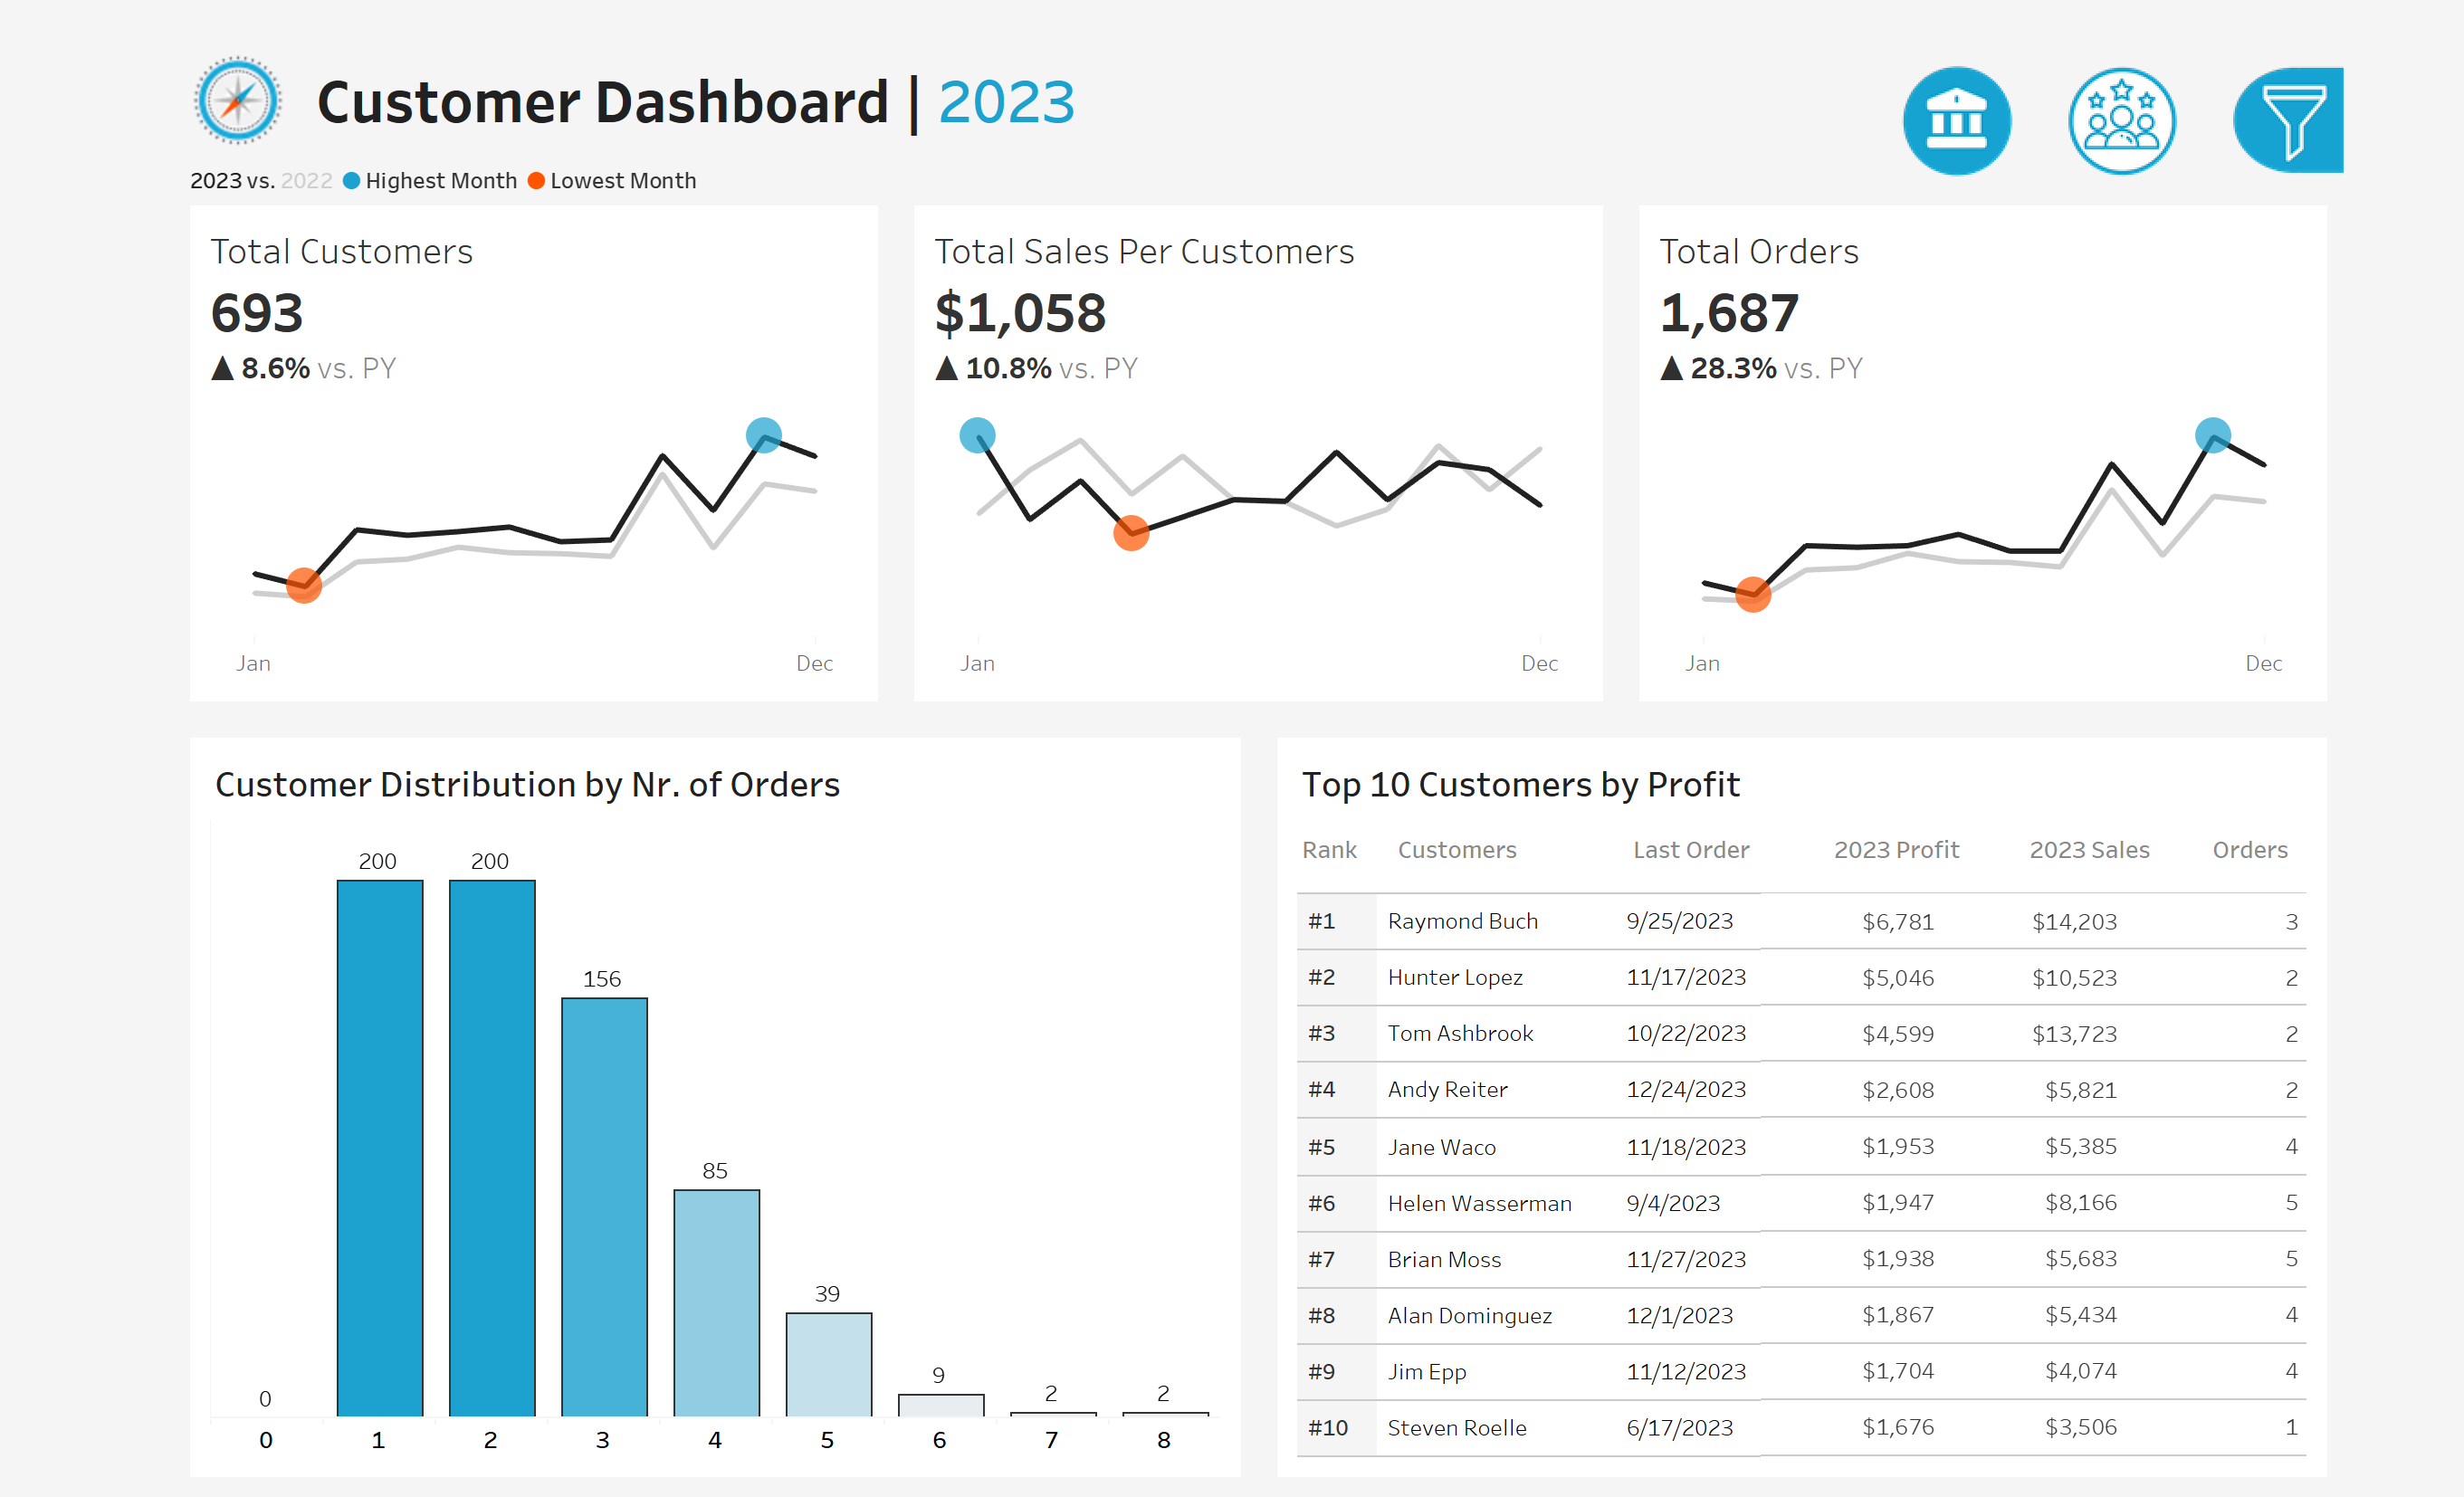 Customer Dashboard | 2023
2023 vs. 2022 Highest Month Lowest Month
Total Customers
693
▲ 8.6% vs. PY
Jan Dec
Total Sales Per Customers
$1,058
▲ 10.8% vs. PY
Jan Dec
Total Orders
1,687
▲ 28.3% vs. PY
Jan Dec
Customer Distribution by Nr. of Orders
0 200 200 156 85 39 9 2 2
0 1 2 3 4 5 6 7 8
Top 10 Customers by Profit
Rank Customers Last Order 2023 Profit 2023 Sales Orders
#1 Raymond Buch 9/25/2023 $6,781 $14,203 3
#2 Hunter Lopez 11/17/2023 $5,046 $10,523 2
#3 Tom Ashbrook 10/22/2023 $4,599 $13,723 2
#4 Andy Reiter 12/24/2023 $2,608 $5,821 2
#5 Jane Waco 11/18/2023 $1,953 $5,385 4
#6 Helen Wasserman 9/4/2023 $1,947 $8,166 5
#7 Brian Moss 11/27/2023 $1,938 $5,683 5
#8 Alan Dominguez 12/1/2023 $1,867 $5,434 4
#9 Jim Epp 11/12/2023 $1,704 $4,074 4
#10 Steven Roelle 6/17/2023 $1,676 $3,506 1